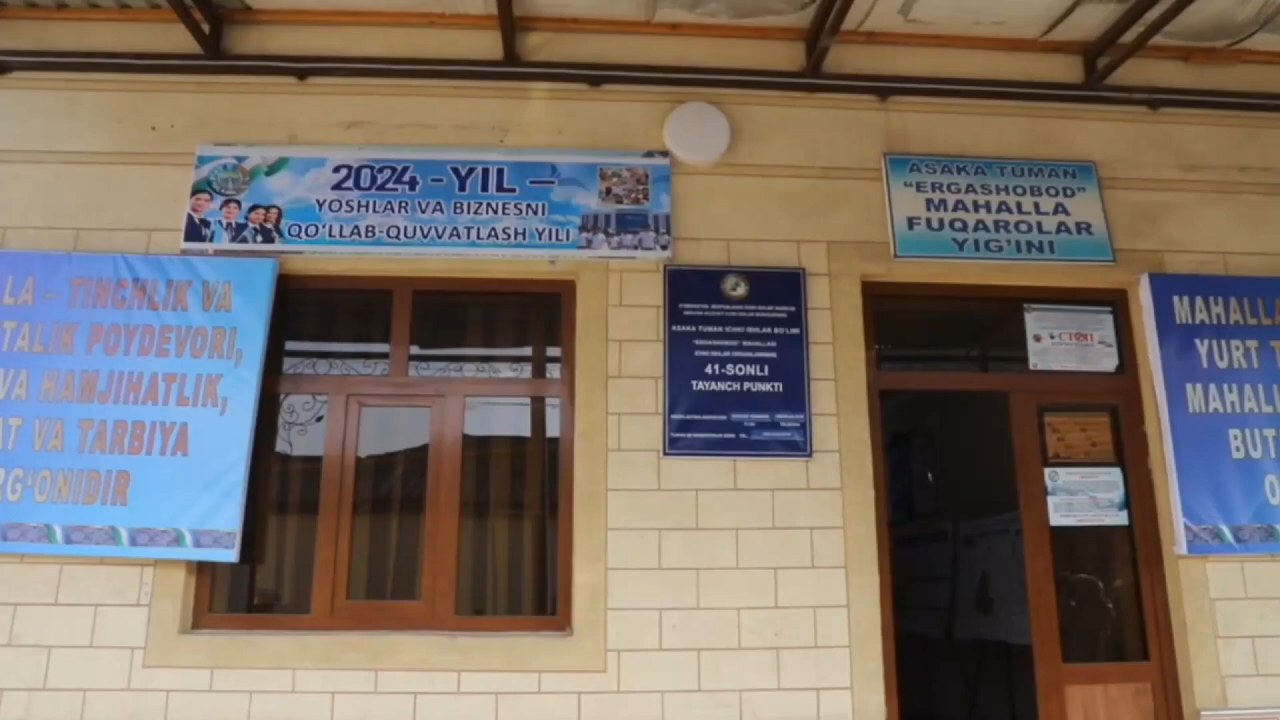 2024 - YIL –
YOSHLAR VA BIZNESNI
QO‘LLAB-QUVVATLASH YILI
ASAKA TUMAN
“ERGASHOBOD”
MAHALLA
FUQAROLAR
YIG‘INI
LA – TINCHLIK VA
TALIK POYDEVORI,
VA HAMJIHATLIK,
AT VA TARBIYA
RG‘ONIDIR
ASAKA TUMAN ICHKI ISHLAR BO‘LIMI
"ERGASHOBOD" MAHALLASI
41-SONLI
TAYANCH PUNKTI
MAHALLA
YURT T
MAHALL
BUT
O